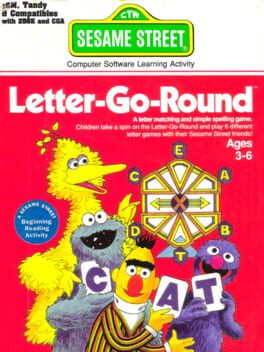 IBM, Tandy
d Compatibles
with 256K and CGA
CTW
SESAME STREET
Computer Software Learning Activity
Letter-Go-Round
A letter matching and simple spelling game.
Children take a spin on the Letter-Go-Round and play 6 different
letter games with their Sesame Street friends!
Ages
3-6
E
C
A
D
B
T
A SESAME STREET
Beginning
Reading
Activity
C
A
T